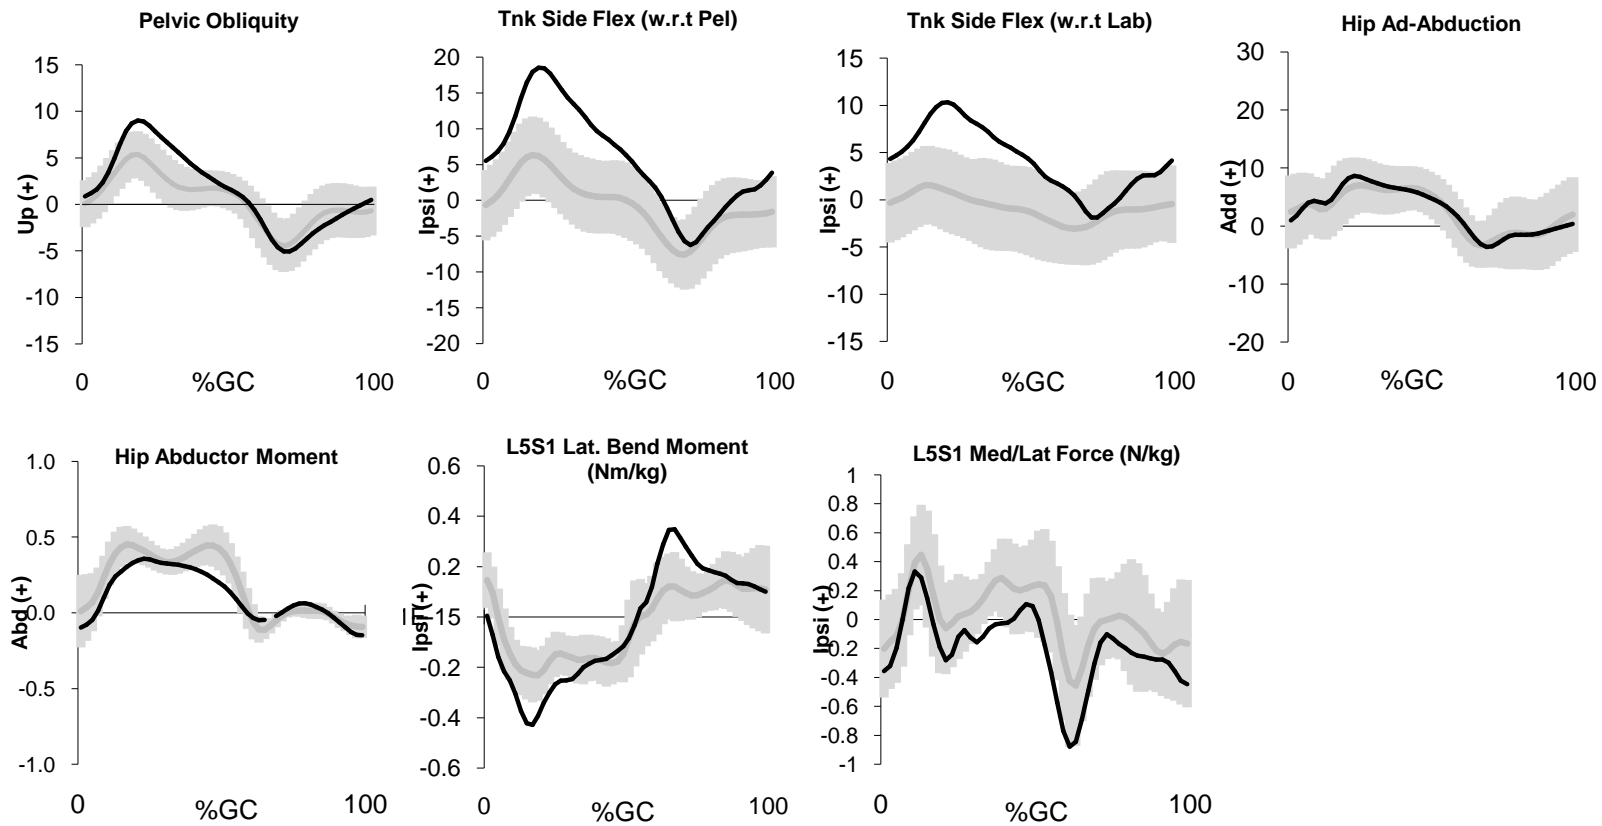 Pelvic Obliquity
15
10
5
0
-5
-10
-15
Up (+)
0 %GC 100
Tnk Side Flex (w.r.t Pel)
20
15
10
5
0
-5
-10
-15
-20
Ipsi (+)
0 %GC 100
Tnk Side Flex (w.r.t Lab)
15
10
5
0
-5
-10
-15
Ipsi (+)
0 %GC 100
Hip Ad-Abduction
30
20
10
0
-10
-20
Add (+)
0 %GC 100
Hip Abductor Moment
1.0
0.5
0.0
-0.5
-1.0
Abd (+)
0 %GC 100
L5S1 Lat. Bend Moment
(Nm/kg)
0.6
0.4
0.2
15
-0.2
-0.4
-0.6
Ipsi (+)
0 %GC 100
L5S1 Med/Lat Force (N/kg)
1
0.8
0.6
0.4
0.2
0
-0.2
-0.4
-0.6
-0.8
-1
Ipsi (+)
0 %GC 100